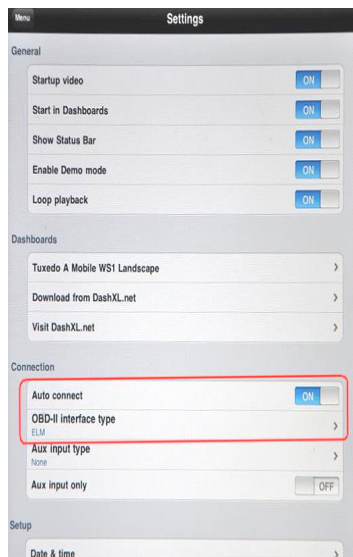 Menu
Settings
General
Startup video
ON
Start in Dashboards
ON
Show Status Bar
ON
Enable Demo mode
ON
Loop playback
ON
Dashboards
Tuxedo A Mobile WS1 Landscape
Download from DashXL.net
Visit DashXL.net
Connection
Auto connect
ON
OBD-II interface type
ELM
Aux input type
None
Aux input only
OFF
Setup
Date & time